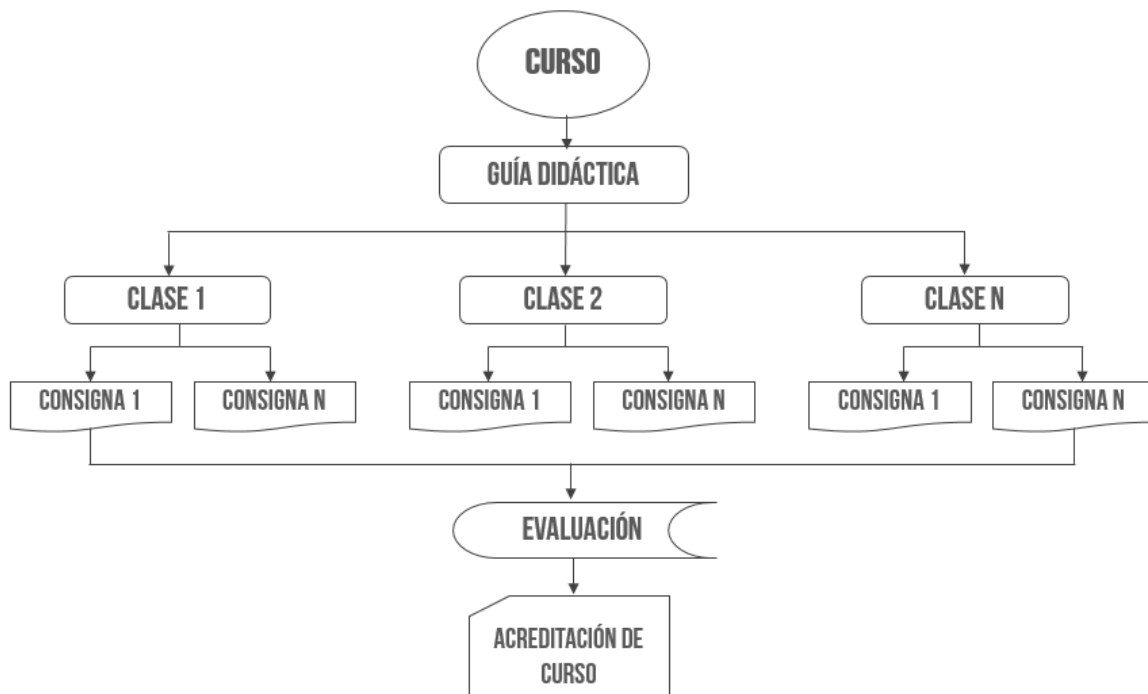 CURSO
GUÍA DIDÁCTICA
CLASE 1
CLASE 2
CLASE N
CONSIGNA 1
CONSIGNA N
CONSIGNA 1
CONSIGNA N
CONSIGNA 1
CONSIGNA N
EVALUACIÓN
ACREDITACIÓN DE
CURSO